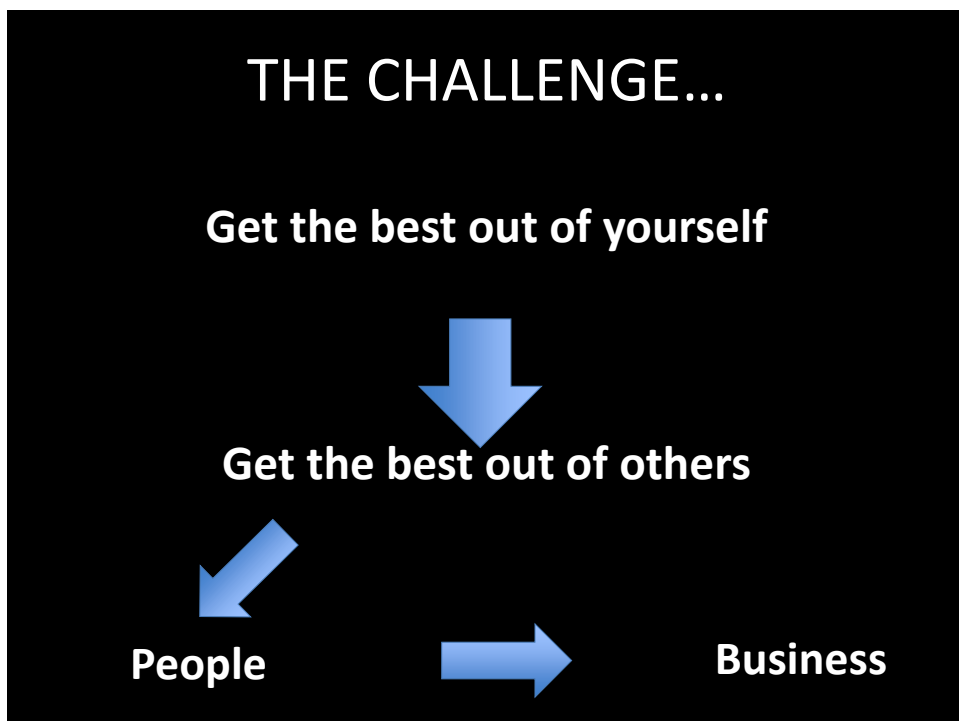 THE CHALLENGE…
Get the best out of yourself
Get the best out of others
People
Business